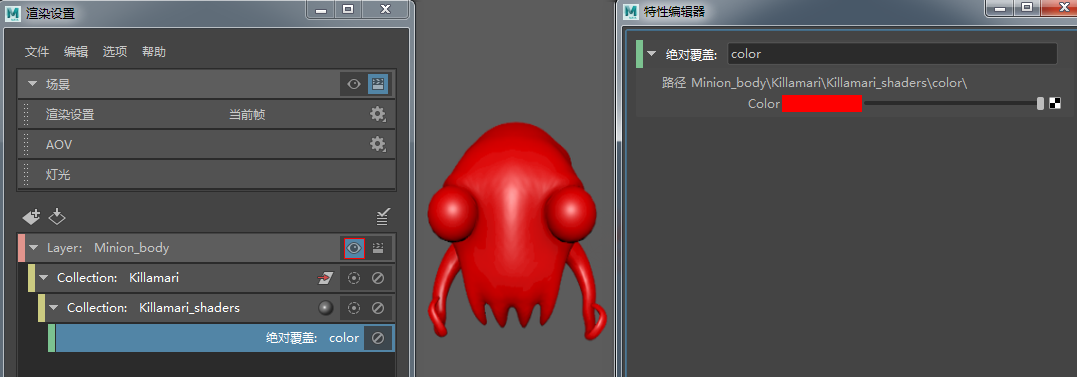 渲染设置
文件 编辑 选项 帮助
场景
渲染设置 当前帧
AOV
灯光
Layer: Minion_body
Collection: Killamari
Collection: Killamari_shaders
绝对覆盖: color
特性编辑器
绝对覆盖: color
路径 Minion_body\Killamari\Killamari_shaders\color\
Color